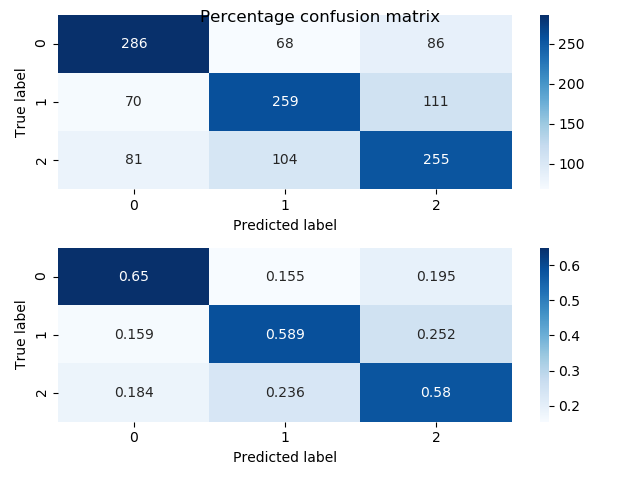 Percentage confusion matrix
True label
0 286 68 86
1 70 259 111
2 81 104 255
0 1 2
Predicted label
250
200
150
100
True label
0 0.65 0.155 0.195
1 0.159 0.589 0.252
2 0.184 0.236 0.58
0 1 2
Predicted label
0.6
0.5
0.4
0.3
0.2